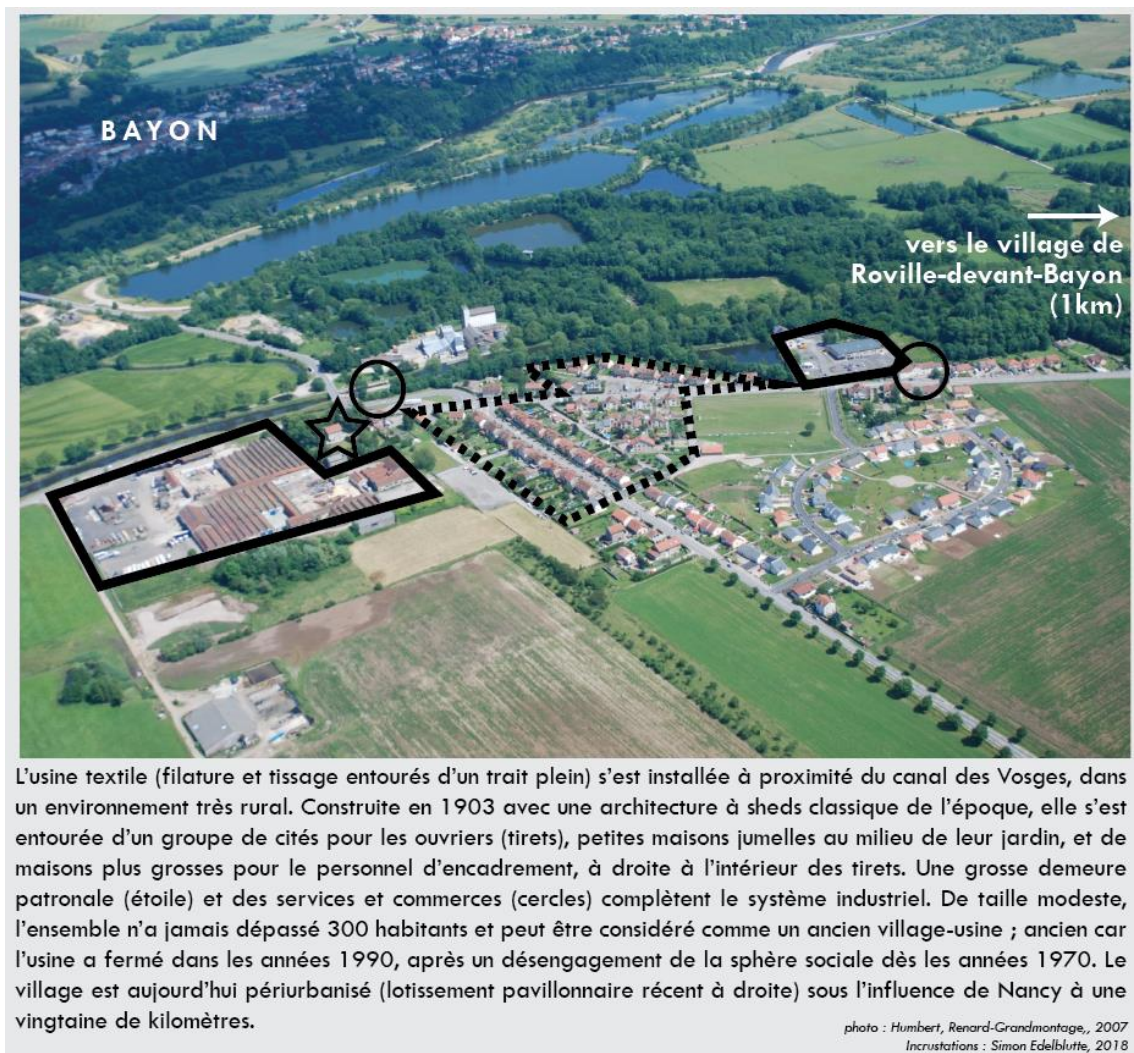 BAYON
vers le village de
Roville-devant-Bayon
(1km)
L'usine textile (filature et tissage entourés d'un trait plein) s'est installée à proximité du canal des Vosges, dans
un environnement très rural. Construite en 1903 avec une architecture à sheds classique de l'époque, elle s'est
entourée d'un groupe de cités pour les ouvriers (tirets), petites maisons jumelles au milieu de leur jardin, et de
maisons plus grosses pour le personnel d'encadrement, à droite à l'intérieur des tirets. Une grosse demeure
patronale (étoile) et des services et commerces (cercles) complètent le système industriel. De taille modeste,
l'ensemble n'a jamais dépassé 300 habitants et peut être considéré comme un ancien village-usine ; ancien car
l'usine a fermé dans les années 1990, après un désengagement de la sphère sociale dès les années 1970. Le
village est aujourd'hui périurbanisé (lotissement pavillonnaire récent à droite) sous l'influence de Nancy à une
vingtaine de kilomètres.
photo : Humbert, Renard-Grandmontage,, 2007
Incrustations : Simon Edelblutte, 2018